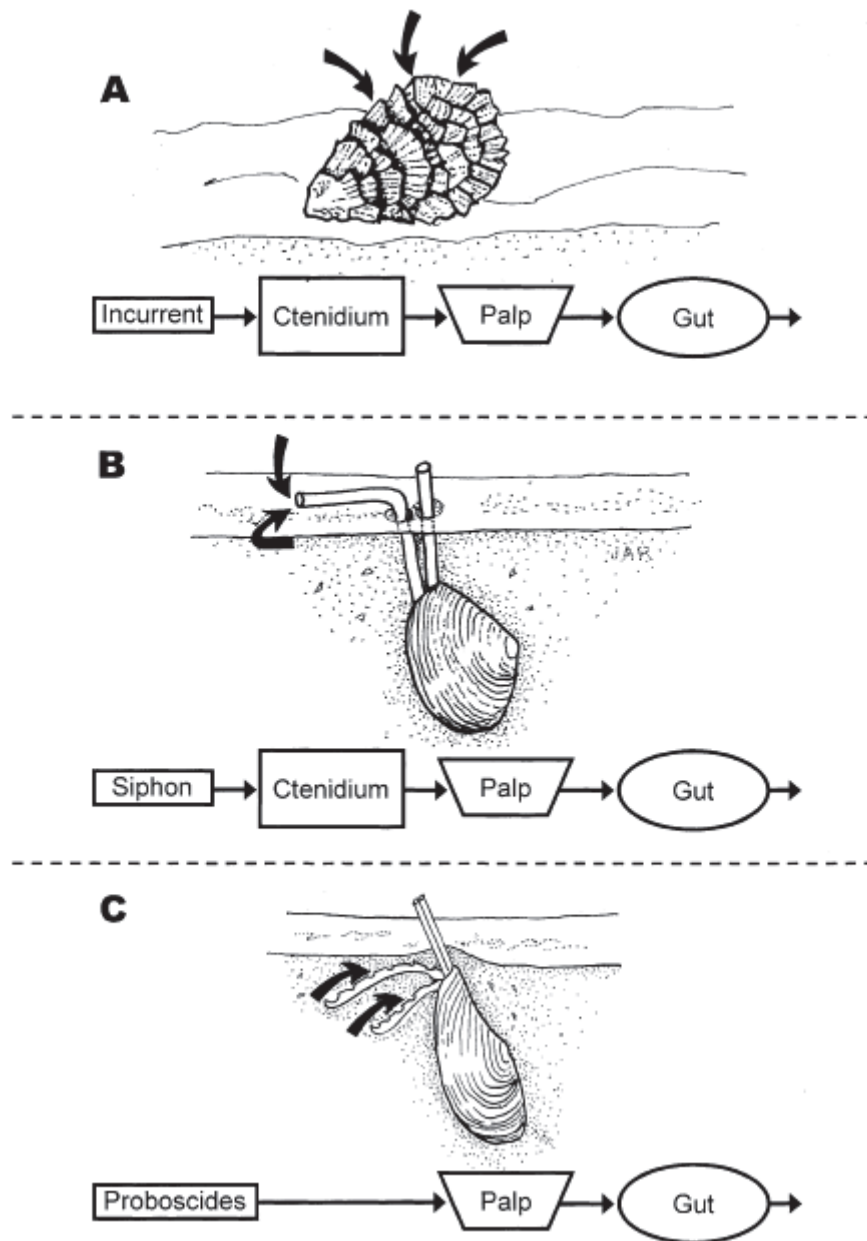 A
Incurrent
Ctenidium
Palp
Gut
B
JAR
Siphon
Ctenidium
Palp
Gut
C
Proboscides
Palp
Gut